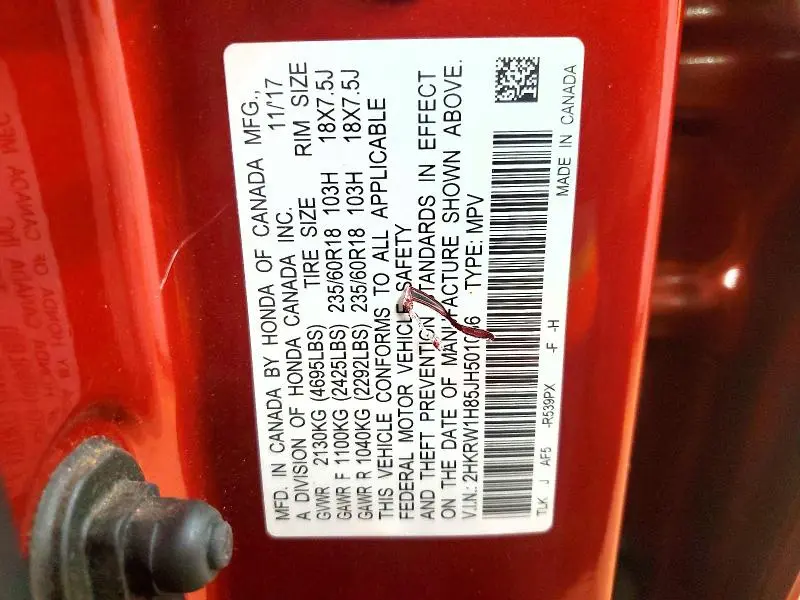 MFD. IN CANADA BY HONDA OF CANADA MFG.,
A DIVISION OF HONDA CANADA INC. 11/17
GVWR 2130KG (4695LBS) TIRE SIZE RIM SIZE
GAWR F 1100KG (2425LBS) 235/60R18 103H 18X7.5J
GAWR R 1040KG (2292LBS) 235/60R18 103H 18X7.5J
THIS VEHICLE CONFORMS TO ALL APPLICABLE
FEDERAL MOTOR VEHICLE SAFETY
AND THEFT PREVENTION STANDARDS IN EFFECT
ON THE DATE OF MANUFACTURE SHOWN ABOVE.
V.I.N.: TYPE: MPV
TLK J AF5 -R539PX -F -H
MADE IN CANADA